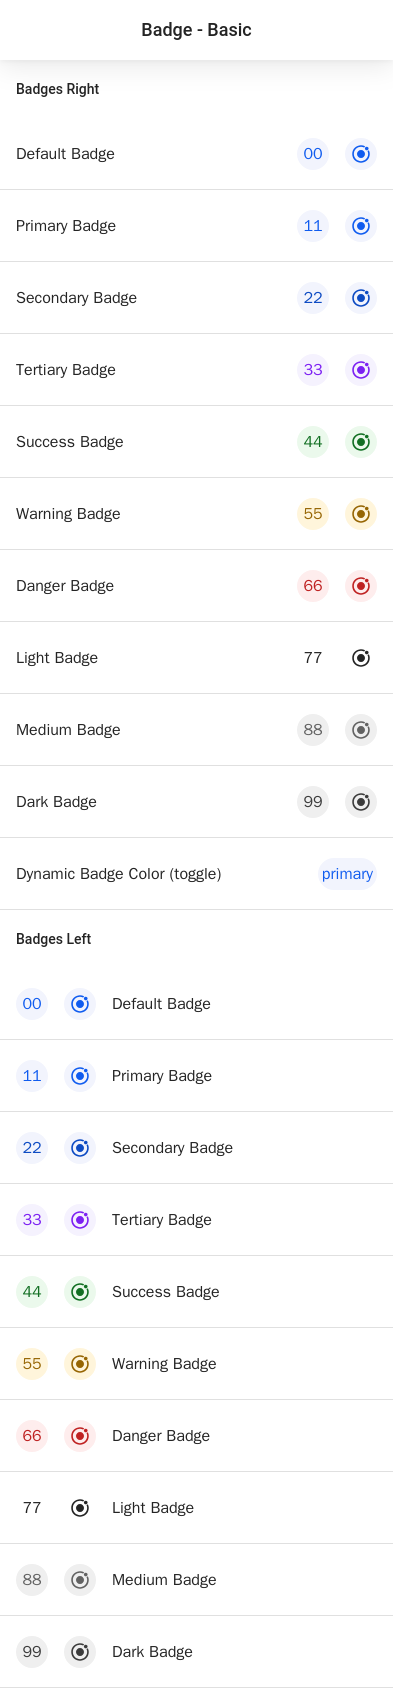 Badge - Basic
Badges Right
Default Badge 00
Primary Badge 11
Secondary Badge 22
Tertiary Badge 33
Success Badge 44
Warning Badge 55
Danger Badge 66
Light Badge 77
Medium Badge 88
Dark Badge 99
Dynamic Badge Color (toggle) primary
Badges Left
00 Default Badge
11 Primary Badge
22 Secondary Badge
33 Tertiary Badge
44 Success Badge
55 Warning Badge
66 Danger Badge
77 Light Badge
88 Medium Badge
99 Dark Badge